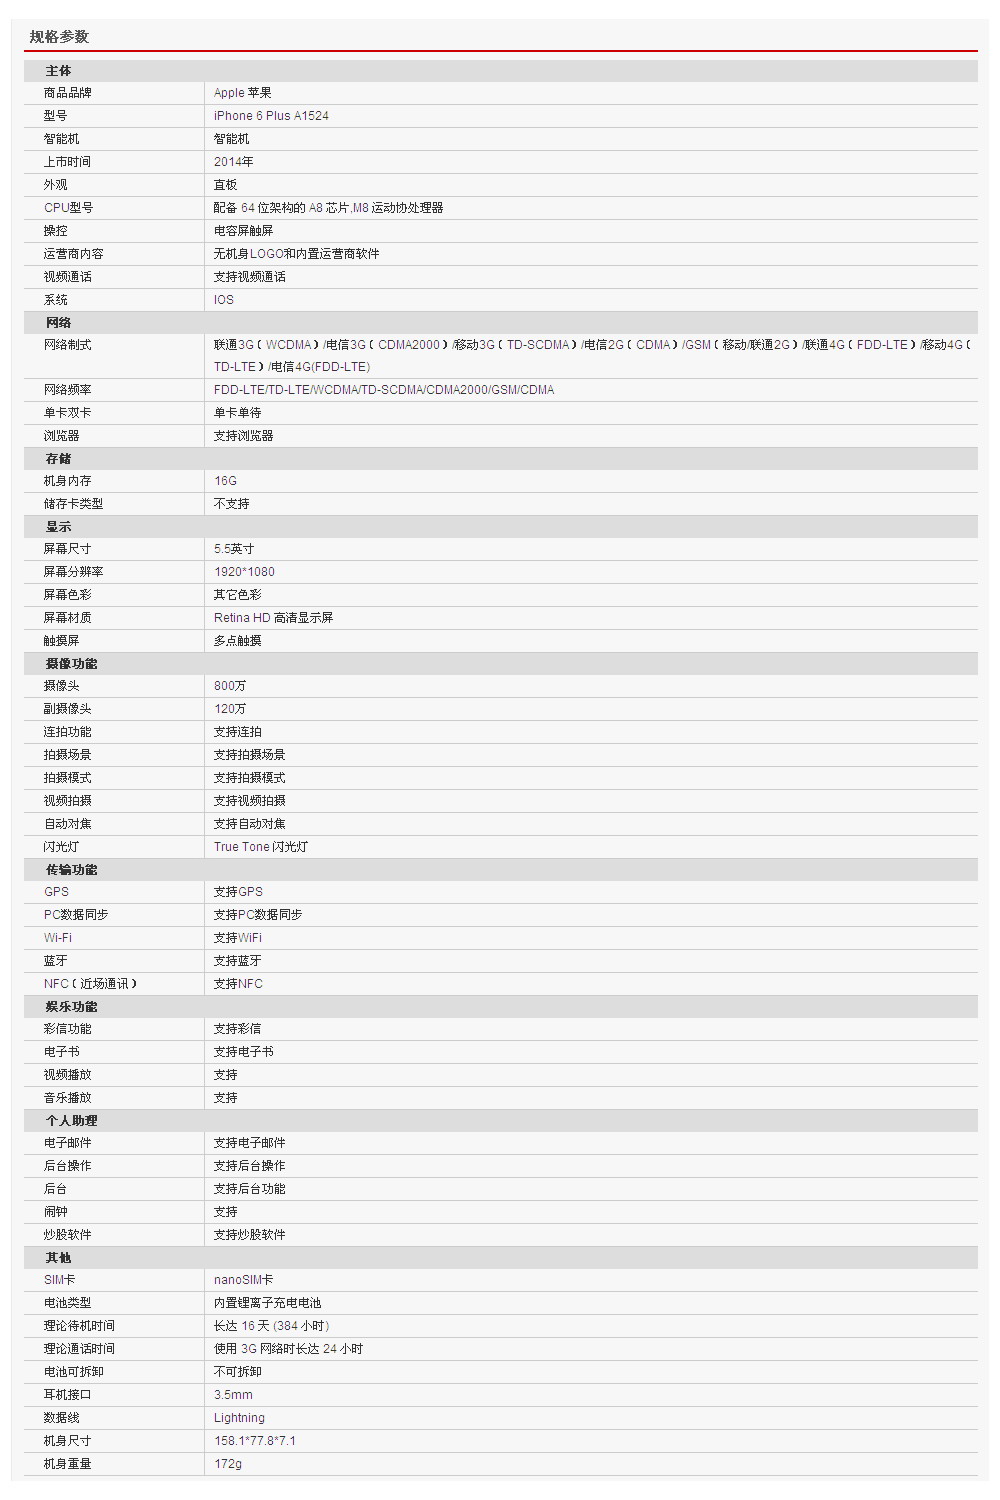 规格参数
主体
商品品牌 Apple 苹果
型号 iPhone 6 Plus A1524
智能机 智能机
上市时间 2014年
外观 直板
CPU型号 配备 64 位架构的 A8 芯片,M8 运动协处理器
操控 电容屏触屏
运营商内容 无机身LOGO和内置运营商软件
视频通话 支持视频通话
系统 IOS
网络
网络制式 联通3G（WCDMA）/电信3G（CDMA2000）/移动3G（TD-SCDMA）/电信2G（CDMA）/GSM（移动/联通2G）/联通4G（FDD-LTE）/移动4G（
TD-LTE）/电信4G(FDD-LTE)
网络频率 FDD-LTE/TD-LTE/WCDMA/TD-SCDMA/CDMA2000/GSM/CDMA
单卡双卡 单卡单待
浏览器 支持浏览器
存储
机身内存 16G
储存卡类型 不支持
显示
屏幕尺寸 5.5英寸
屏幕分辨率 1920*1080
屏幕色彩 其它色彩
屏幕材质 Retina HD 高清显示屏
触摸屏 多点触摸
摄像功能
摄像头 800万
副摄像头 120万
连拍功能 支持连拍
拍摄场景 支持拍摄场景
拍摄模式 支持拍摄模式
视频拍摄 支持视频拍摄
自动对焦 支持自动对焦
闪光灯 True Tone 闪光灯
传输功能
GPS 支持GPS
PC数据同步 支持PC数据同步
Wi-Fi 支持WiFi
蓝牙 支持蓝牙
NFC（近场通讯） 支持NFC
娱乐功能
彩信功能 支持彩信
电子书 支持电子书
视频播放 支持
音乐播放 支持
个人助理
电子邮件 支持电子邮件
后台操作 支持后台操作
后台 支持后台功能
闹钟 支持
炒股软件 支持炒股软件
其他
SIM卡 nanoSIM卡
电池类型 内置锂离子充电电池
理论待机时间 长达 16 天 (384 小时)
理论通话时间 使用 3G 网络时长达 24 小时
电池可拆卸 不可拆卸
耳机接口 3.5mm
数据线 Lightning
机身尺寸 158.1*77.8*7.1
机身重量 172g